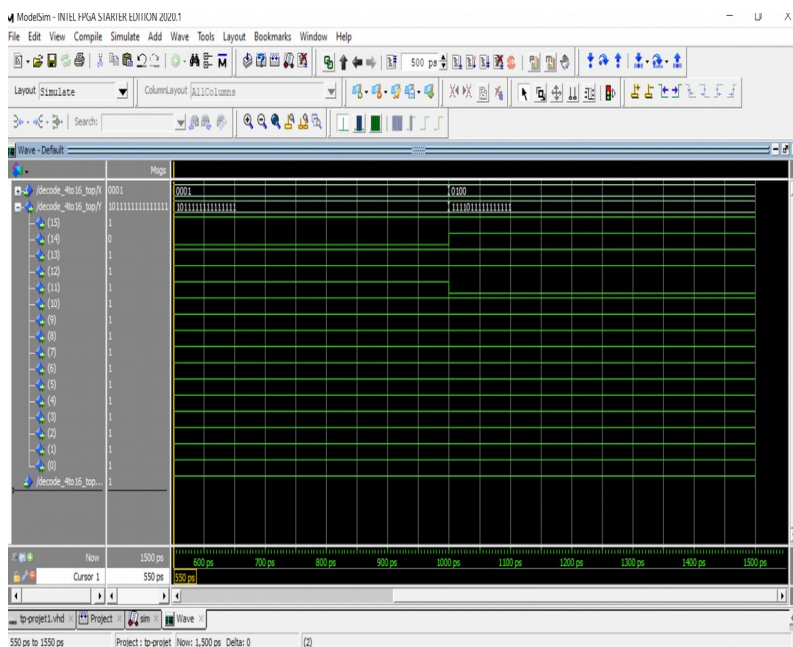 ModelSim - INTEL FPGA STARTER EDITION 2020.1
File Edit View Compile Simulate Add Wave Tools Layout Bookmarks Window Help
500 ps
Layout Simulate ColumnLayout AllColumns
Search:
Wave - Default
Msgs
/decode_4to16_top/X 0001 0001 0100
/decode_4to16_top/Y 1011111111111111 1011111111111111 1111011111111111
(15) 1
(14) 0
(13) 1
(12) 1
(11) 1
(10) 1
(9) 1
(8) 1
(7) 1
(6) 1
(5) 1
(4) 1
(3) 1
(2) 1
(1) 1
(0) 1
/decode_4to16_top... 1
Now 1500 ps 600 ps 700 ps 800 ps 900 ps 1000 ps 1100 ps 1200 ps 1300 ps 1400 ps 1500 ps
Cursor 1 550 ps 550 ps
tp-projet1.vhd Project sim Wave
550 ps to 1550 ps Project : tp-projet Now: 1,500 ps Delta: 0 (2)